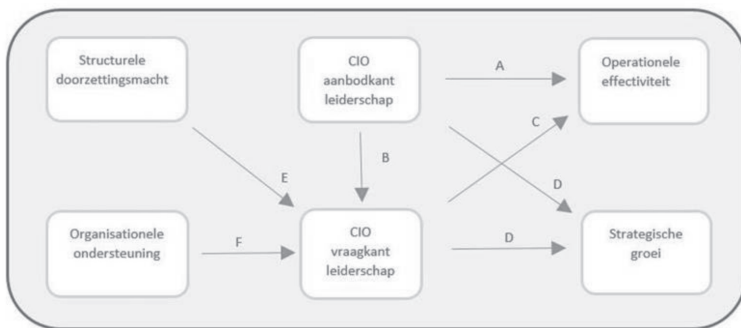 Structurele
doorzettingsmacht
CIO
aanbodkant
leiderschap
Operationele
effectiviteit
A
C
B
E
D
Organisationele
ondersteuning
F
CIO
vraagkant
leiderschap
D
Strategische
groei